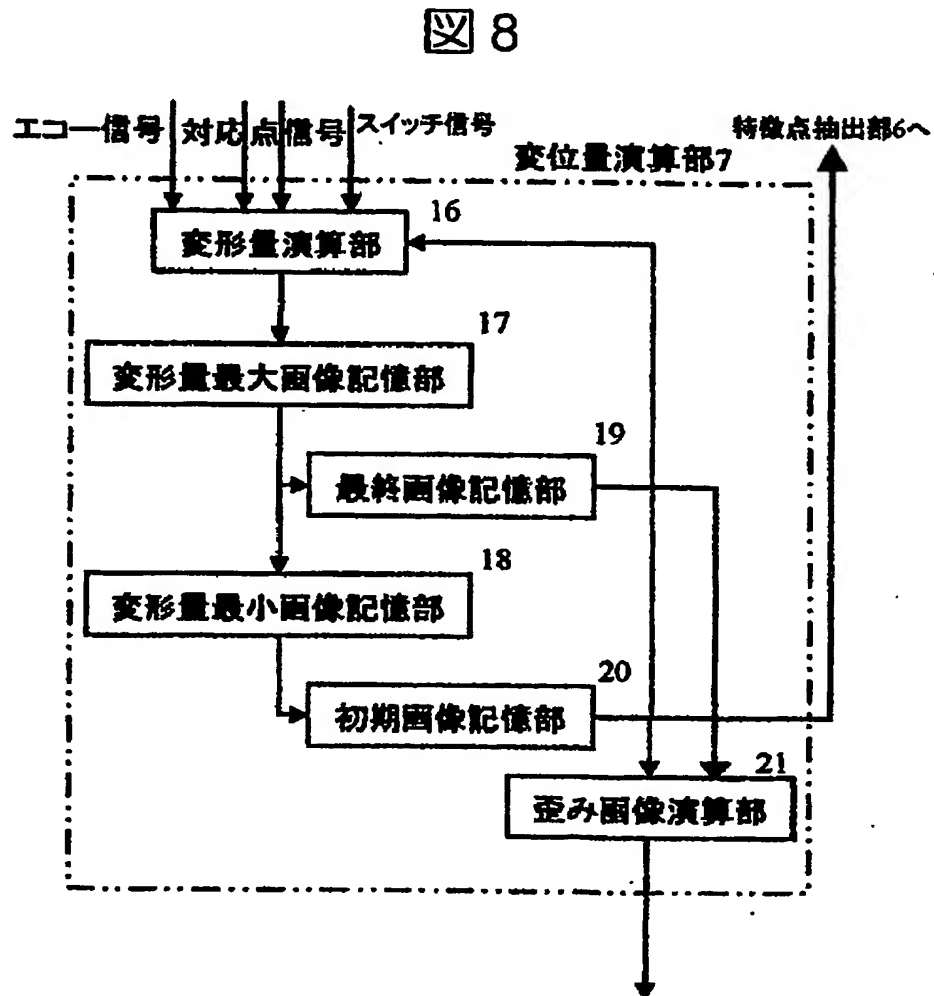 図 8
エコー信号
対応点信号
スイッチ信号
特徴点抽出部6へ
変位量演算部7
16
変形量演算部
17
変形量最大画像記憶部
19
最終画像記憶部
18
変形量最小画像記憶部
20
初期画像記憶部
21
歪み画像演算部